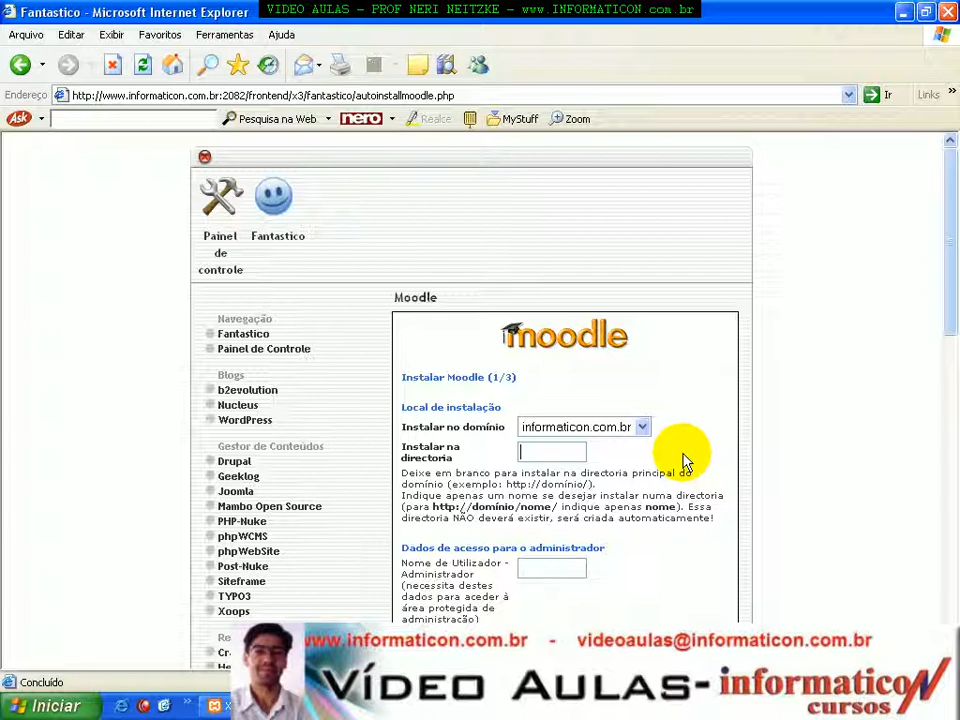 Fantastico - Microsoft Internet Explorer
VIDEO AULAS - PROF NERI NEITZKE - www.INFORMATICON.com.br
Arquivo Editar Exibir Favoritos Ferramentas Ajuda
Endereço http://www.informaticon.com.br:2082/frontend/x3/fantastico/autoinstallmoodle.php Ir Links »
Ask Pesquisa na Web nero Realce MyStuff Zoom
Painel de controle
Fantastico
Navegação
Fantastico
Painel de Controle
Blogs
b2evolution
Nucleus
WordPress
Gestor de Conteúdos
Drupal
Geeklog
Joomla
Mambo Open Source
PHP-Nuke
phpWCMS
phpWebSite
Post-Nuke
Siteframe
TYPO3
Xoops
Moodle
moodle
Instalar Moodle (1/3)
Local de instalação
Instalar no domínio informaticon.com.br
Instalar na
directoria
Deixe em branco para instalar na directoria principal do
domínio (exemplo: http://domínio/).
Indique apenas um nome se desejar instalar numa directoria
(para http://domínio/nome/ indique apenas nome). Essa
directoria NÃO deverá existir, será criada automaticamente!
Dados de acesso para o administrador
Nome de Utilizador -
Administrador
(necessita destes
dados para aceder à
área protegida de
administração)
www.informaticon.com.br - videoaulas@informaticon.com.br
VÍDEO AULAS- informaticon
cursos
Concluído
Iniciar